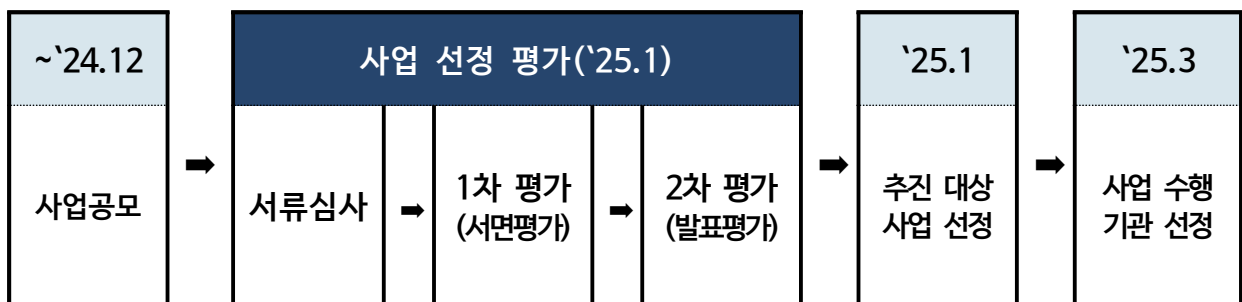 ~`24.12
사업공모
➡
사업 선정 평가(`25.1)
서류심사
➡
1차 평가
(서면평가)
➡
2차 평가
(발표평가)
➡
`25.1
추진 대상
사업 선정
➡
`25.3
사업 수행
기관 선정